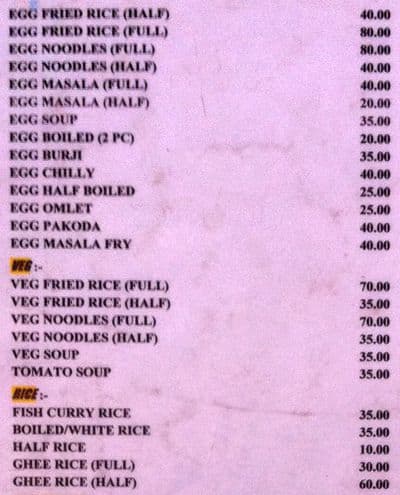 EGG FRIED RICE (HALF) 40.00
EGG FRIED RICE (FULL) 80.00
EGG NOODLES (FULL) 80.00
EGG NOODLES (HALF) 40.00
EGG MASALA (FULL) 40.00
EGG MASALA (HALF) 20.00
EGG SOUP 35.00
EGG BOILED (2 PC) 20.00
EGG BURJI 35.00
EGG CHILLY 40.00
EGG HALF BOILED 25.00
EGG OMLET 25.00
EGG PAKODA 40.00
EGG MASALA FRY 40.00
VEG :-
VEG FRIED RICE (FULL) 70.00
VEG FRIED RICE (HALF) 35.00
VEG NOODLES (FULL) 70.00
VEG NOODLES (HALF) 35.00
VEG SOUP 35.00
TOMATO SOUP 35.00
RICE :-
FISH CURRY RICE 35.00
BOILED/WHITE RICE 35.00
HALF RICE 10.00
GHEE RICE (FULL) 30.00
GHEE RICE (HALF) 60.00